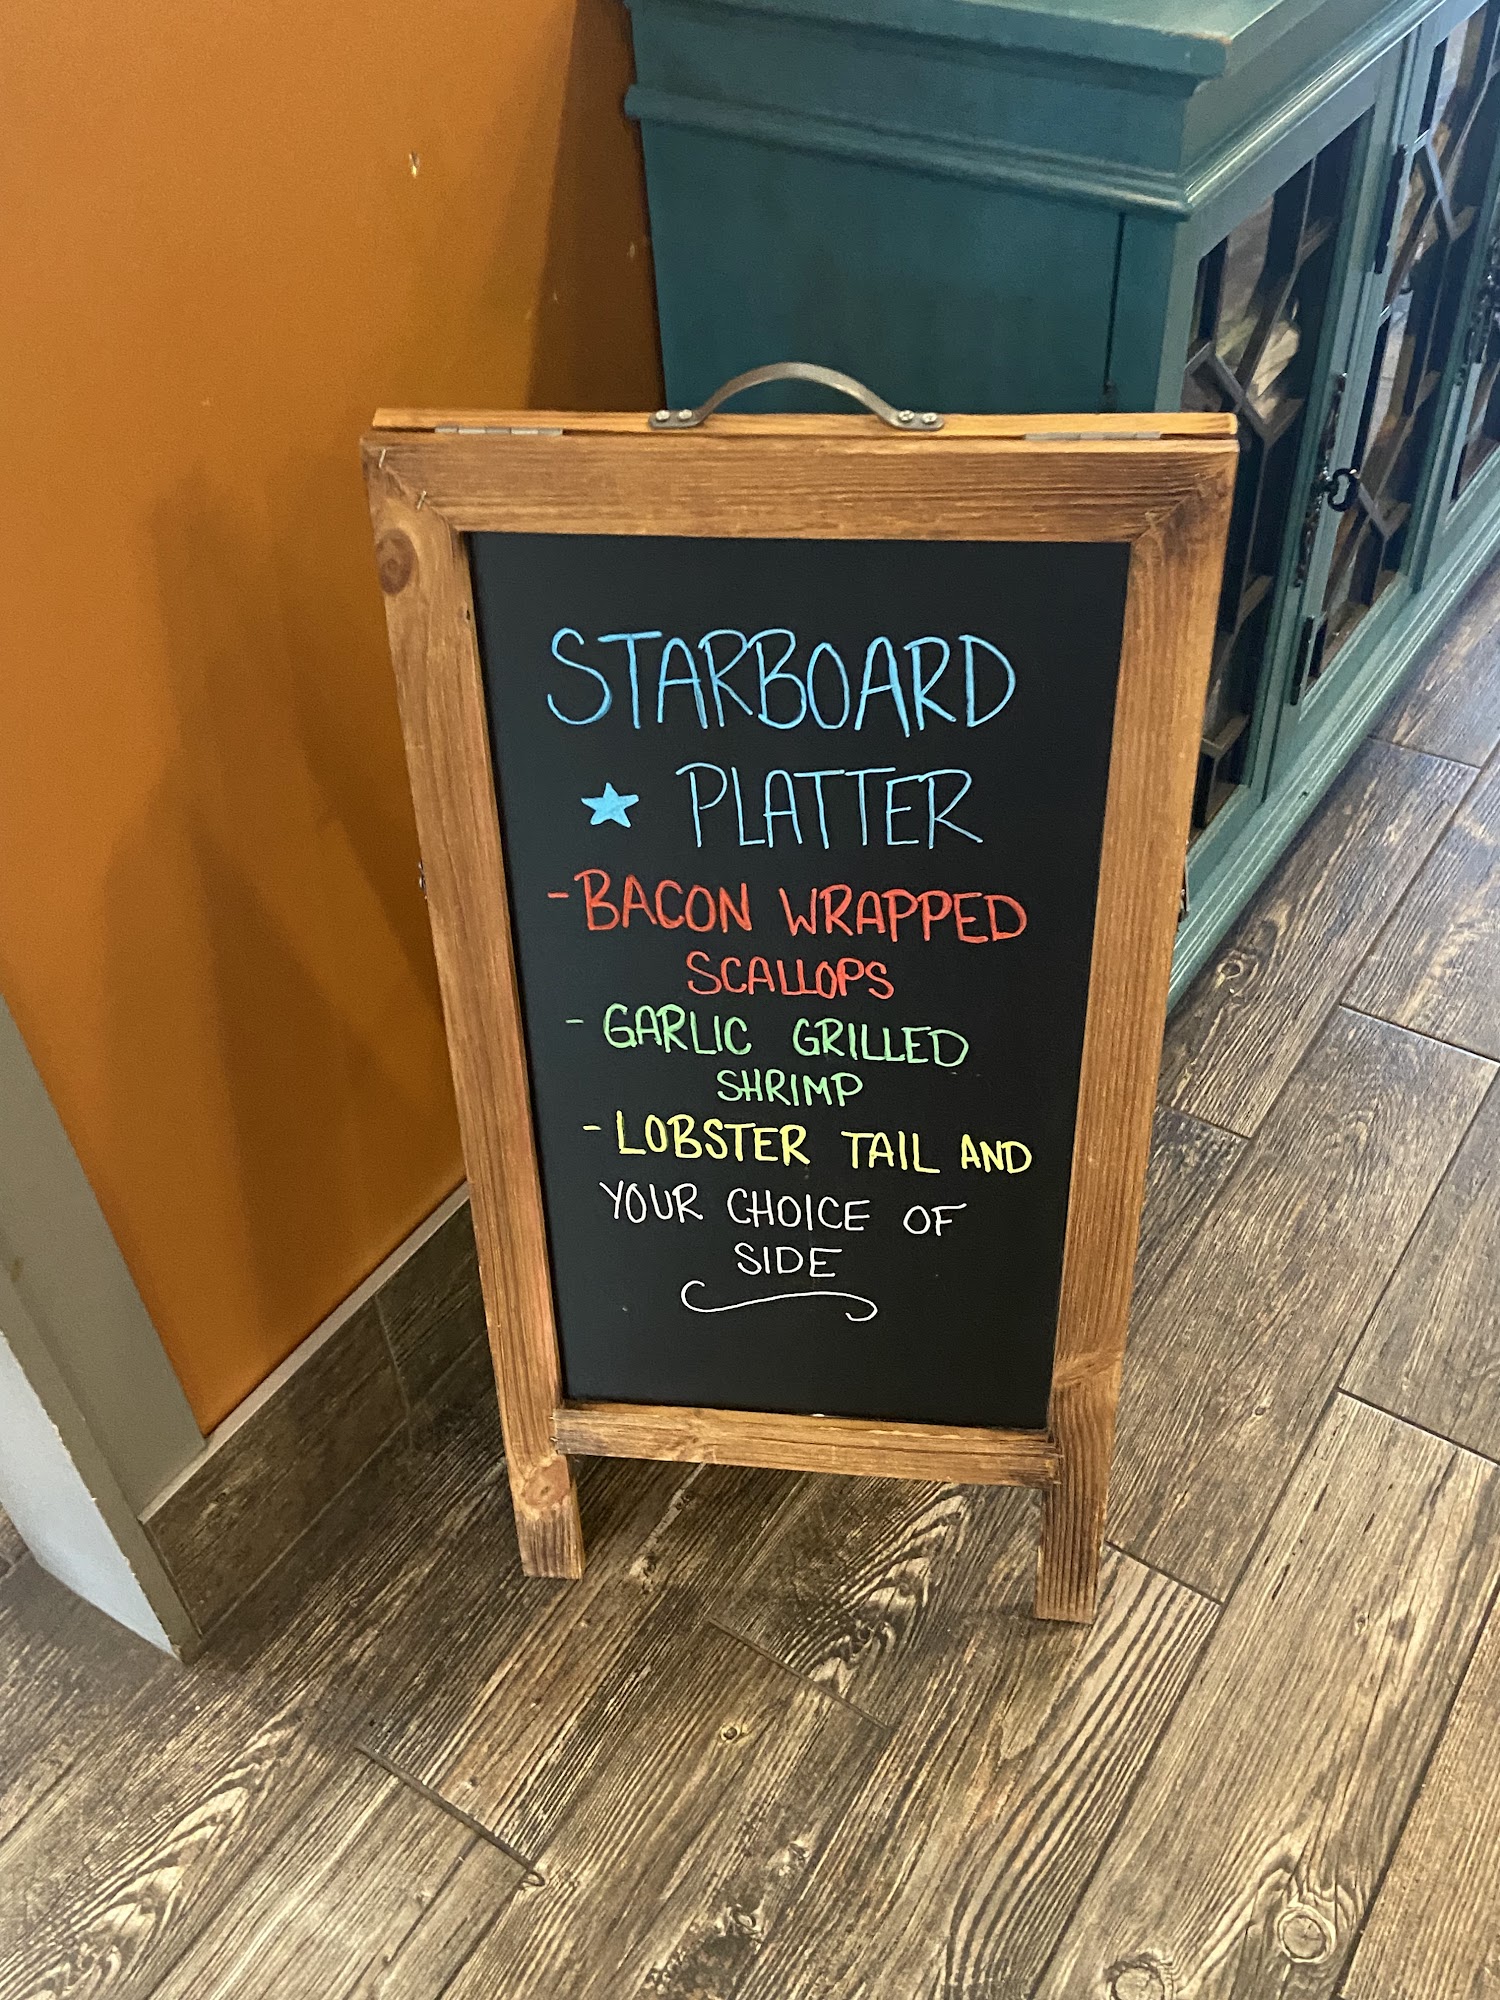 STARBOARD
★ PLATTER
-BACON WRAPPED
SCALLOPS
- GARLIC GRILLED
SHRIMP
- LOBSTER TAIL AND
YOUR CHOICE OF
SIDE